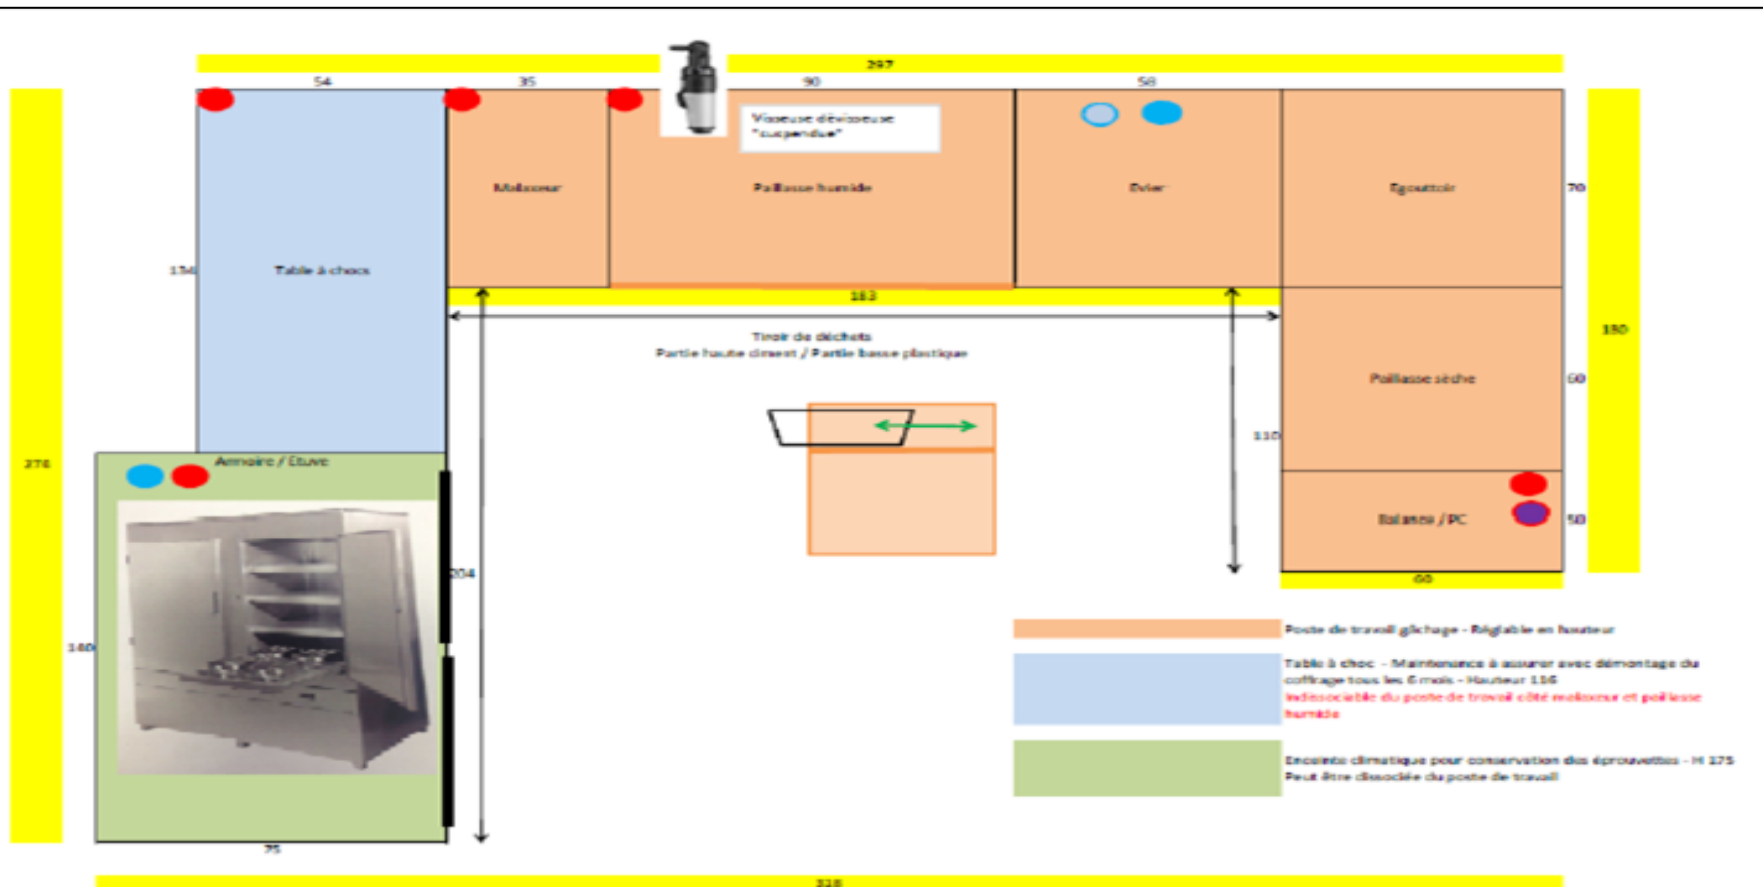 297
54
35
90
58
Visseuse dévisseuse
"suspendue"
Malaxeur
Paillasse humide
Evier
Egouttoir
70
134
Table à chocs
183
Tiroir de déchets
Partie haute ciment / Partie basse plastique
180
Paillasse sèche
60
110
Armoire / Etuve
Balance / PC
50
204
60
75
Poste de travail gâchage - Réglable en hauteur
Table à choc - Maintenance à assurer avec démontage du
coffrage tous les 6 mois - Hauteur 116
Indissociable du poste de travail côté malaxeur et paillasse
humide
Enceinte climatique pour conservation des éprouvettes - H 175
Peut être dissociée du poste de travail